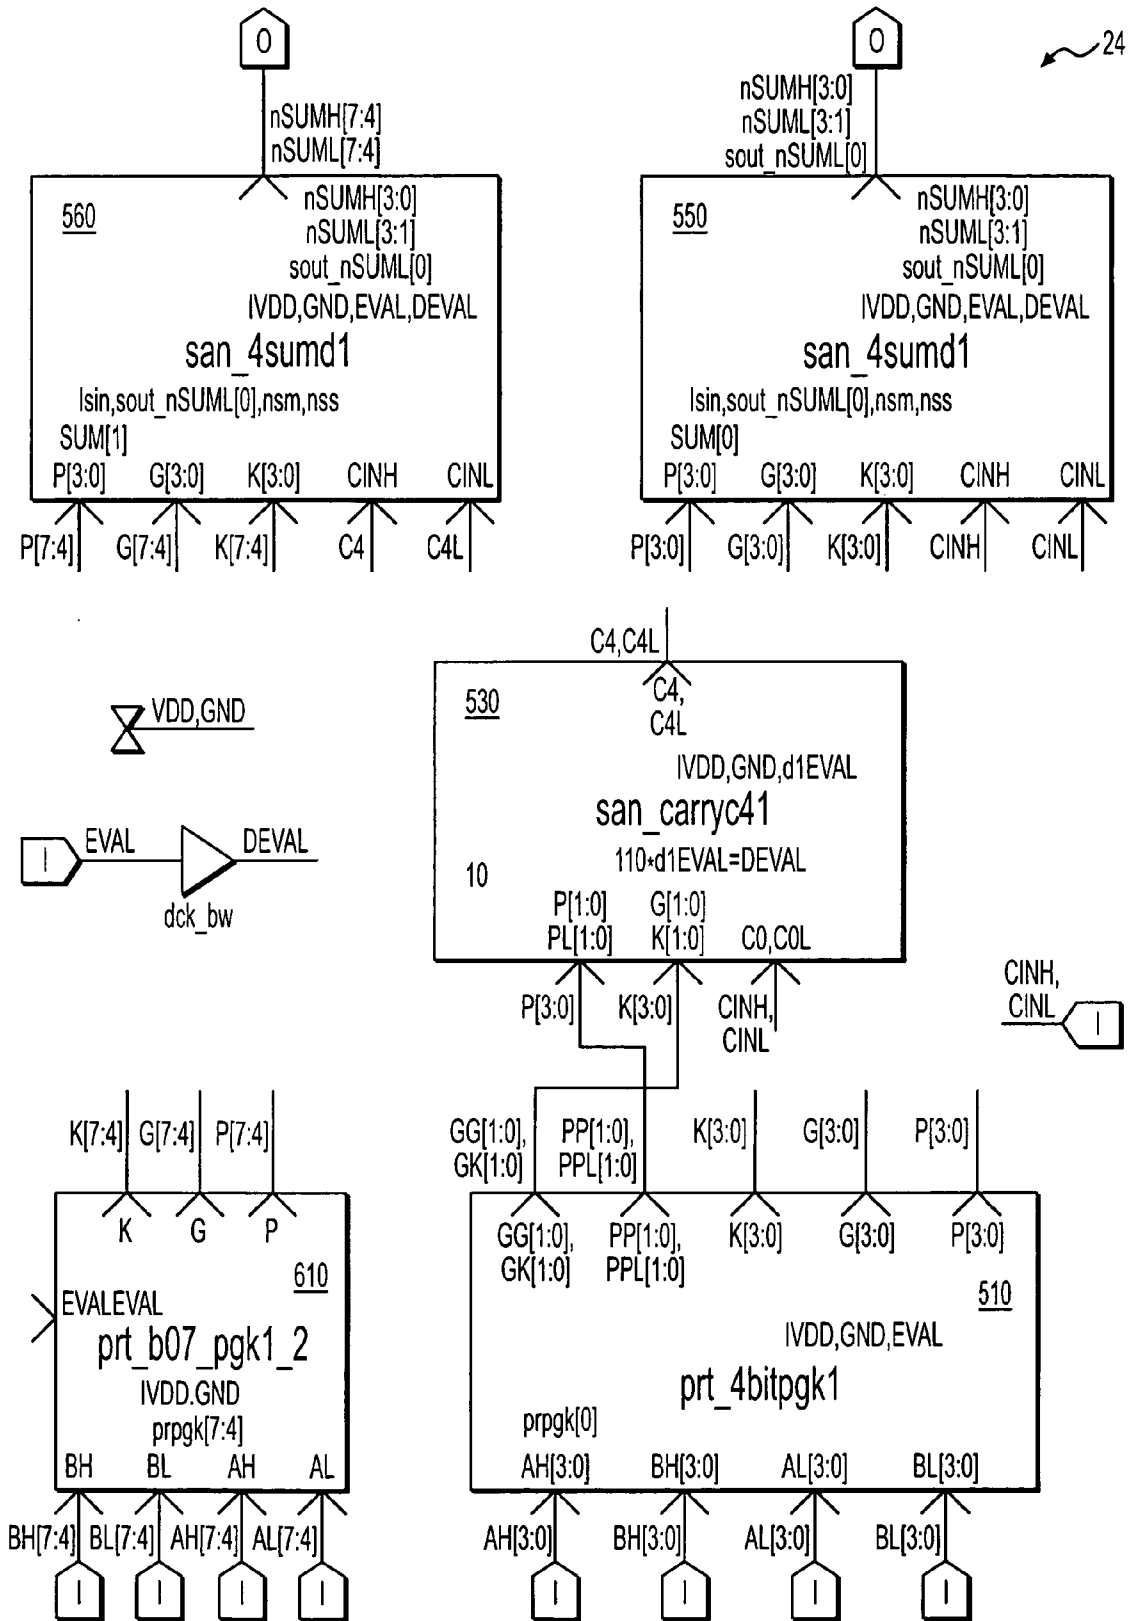 O
O
24
nSUMH[7:4]
nSUML[7:4]
nSUMH[3:0]
nSUML[3:1]
sout_nSUML[0]
560
nSUMH[3:0]
nSUML[3:1]
sout_nSUML[0]
IVDD,GND,EVAL,DEVAL
san_4sumd1
Isin,sout_nSUML[0],nsm,nss
SUM[1]
P[3:0] G[3:0] K[3:0] CINH CINL
P[7:4] G[7:4] K[7:4] C4 C4L
550
nSUMH[3:0]
nSUML[3:1]
sout_nSUML[0]
IVDD,GND,EVAL,DEVAL
san_4sumd1
Isin,sout_nSUML[0],nsm,nss
SUM[0]
P[3:0] G[3:0] K[3:0] CINH CINL
P[3:0] G[3:0] K[3:0] CINH CINL
C4,C4L
530
C4,
C4L
IVDD,GND,d1EVAL
san_carryc41
110*d1EVAL=DEVAL
10
P[1:0] G[1:0]
PL[1:0] K[1:0] C0,C0L
P[3:0] K[3:0] CINH,
CINL
VDD,GND
I EVAL DEVAL
dck_bw
CINH,
CINL I
K[7:4] G[7:4] P[7:4]
K G P
610
EVALEVAL
prt_b07_pgk1_2
IVDD.GND
prpgk[7:4]
BH BL AH AL
BH[7:4] BL[7:4] AH[7:4] AL[7:4]
I I I I
GG[1:0], PP[1:0], K[3:0] G[3:0] P[3:0]
GK[1:0] PPL[1:0]
GG[1:0], PP[1:0], K[3:0] G[3:0] P[3:0]
GK[1:0] PPL[1:0]
510
IVDD,GND,EVAL
prt_4bitpgk1
prpgk[0]
AH[3:0] BH[3:0] AL[3:0] BL[3:0]
AH[3:0] BH[3:0] AL[3:0] BL[3:0]
I I I I